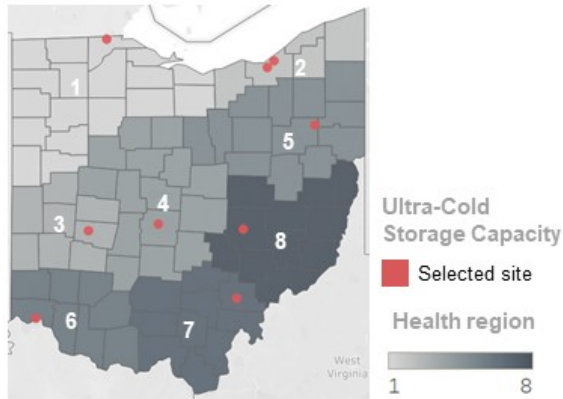 1
2
3
4
5
6
7
8
West
Virginia
Ultra-Cold
Storage Capacity
Selected site
Health region
1
8